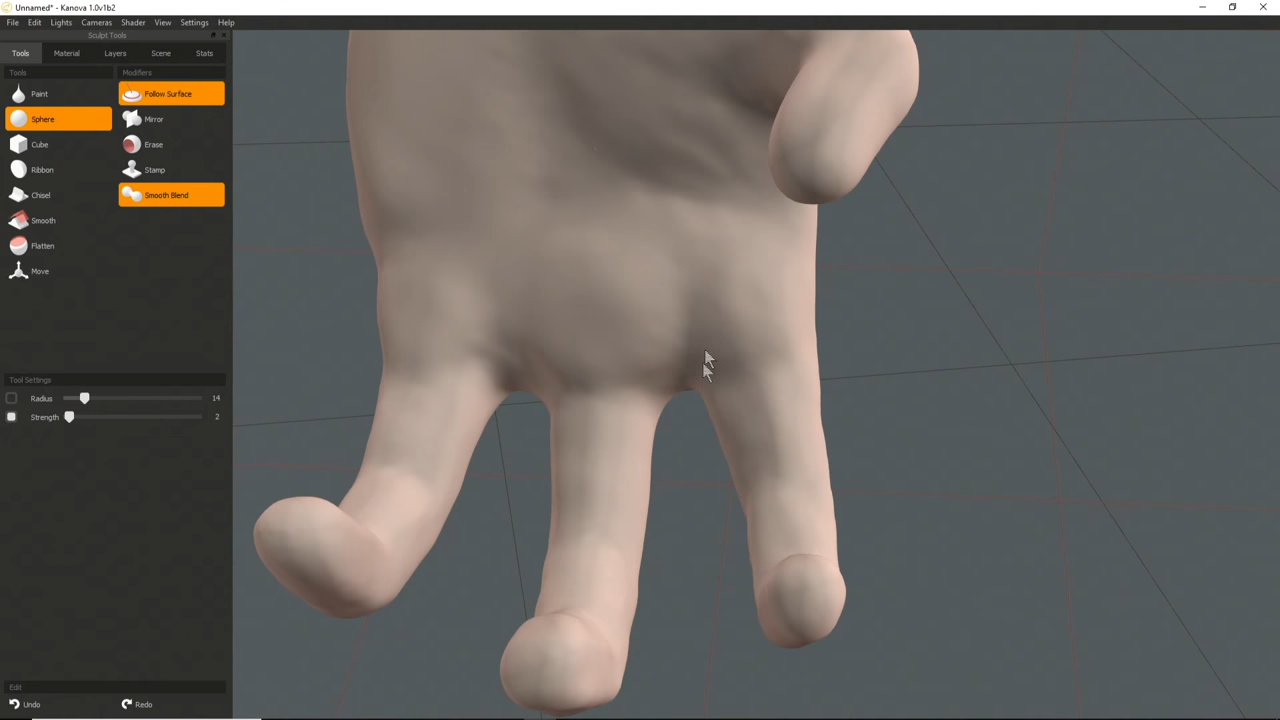 Unnamed* - Kanova 1.0v1b2
File Edit Lights Cameras Shader View Settings Help
Sculpt Tools
Tools Material Layers Scene Stats
Tools Modifiers
Paint Follow Surface
Sphere Mirror
Cube Erase
Ribbon Stamp
Chisel Smooth Blend
Smooth
Flatten
Move
Tool Settings
Radius 14
Strength 2
Edit
Undo Redo